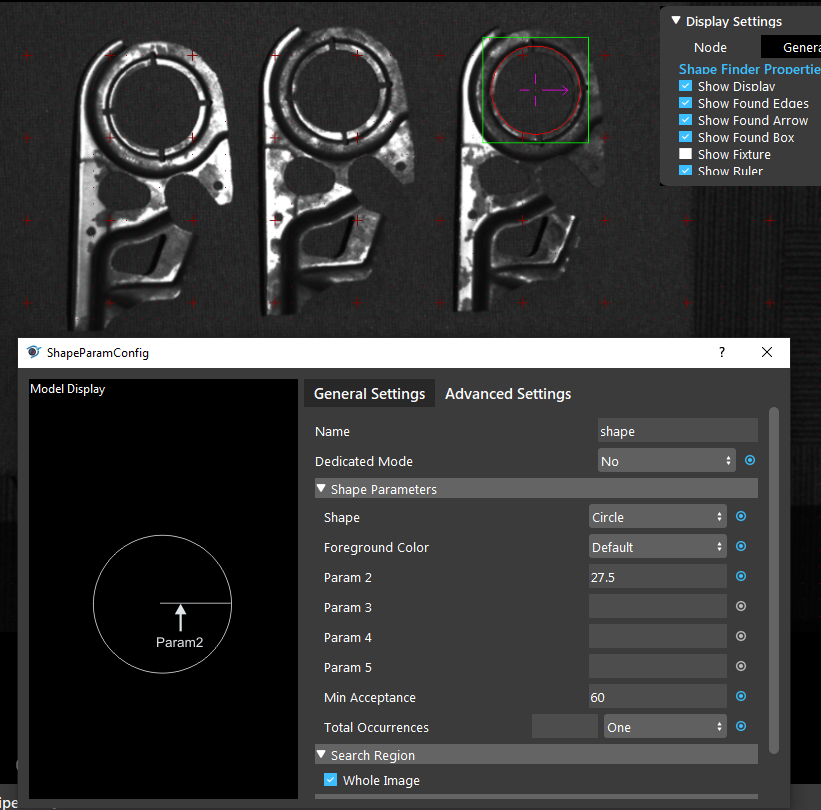 Display Settings
Node Genera
Shape Finder Propertie
Show Display
Show Found Edges
Show Found Arrow
Show Found Box
Show Fixture
Show Ruler
ShapeParamConfig ?
Model Display
General Settings Advanced Settings
Name shape
Dedicated Mode No
Shape Parameters
Shape Circle
Foreground Color Default
Param 2 27.5
Param 3
Param2
Param 4
Param 5
Min Acceptance 60
Total Occurrences One
Search Region
Whole Image
ipe